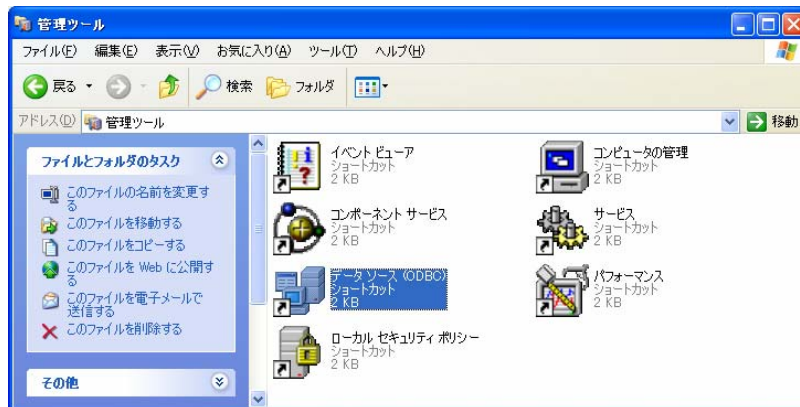 管理ツール
ファイル(F) 編集(E) 表示(V) お気に入り(A) ツール(T) ヘルプ(H)
戻る 検索 フォルダ
アドレス(D) 管理ツール 移動
ファイルとフォルダのタスク
このファイルの名前を変更す
る
このファイルを移動する
このファイルをコピーする
このファイルを Web に公開す
る
このファイルを電子メールで
送信する
このファイルを削除する
その他
イベント ビューア
ショートカット
2 KB
コンピュータの管理
ショートカット
2 KB
コンポーネント サービス
ショートカット
2 KB
サービス
ショートカット
2 KB
データ ソース (ODBC)
ショートカット
2 KB
パフォーマンス
ショートカット
2 KB
ローカル セキュリティ ポリシー
ショートカット
2 KB